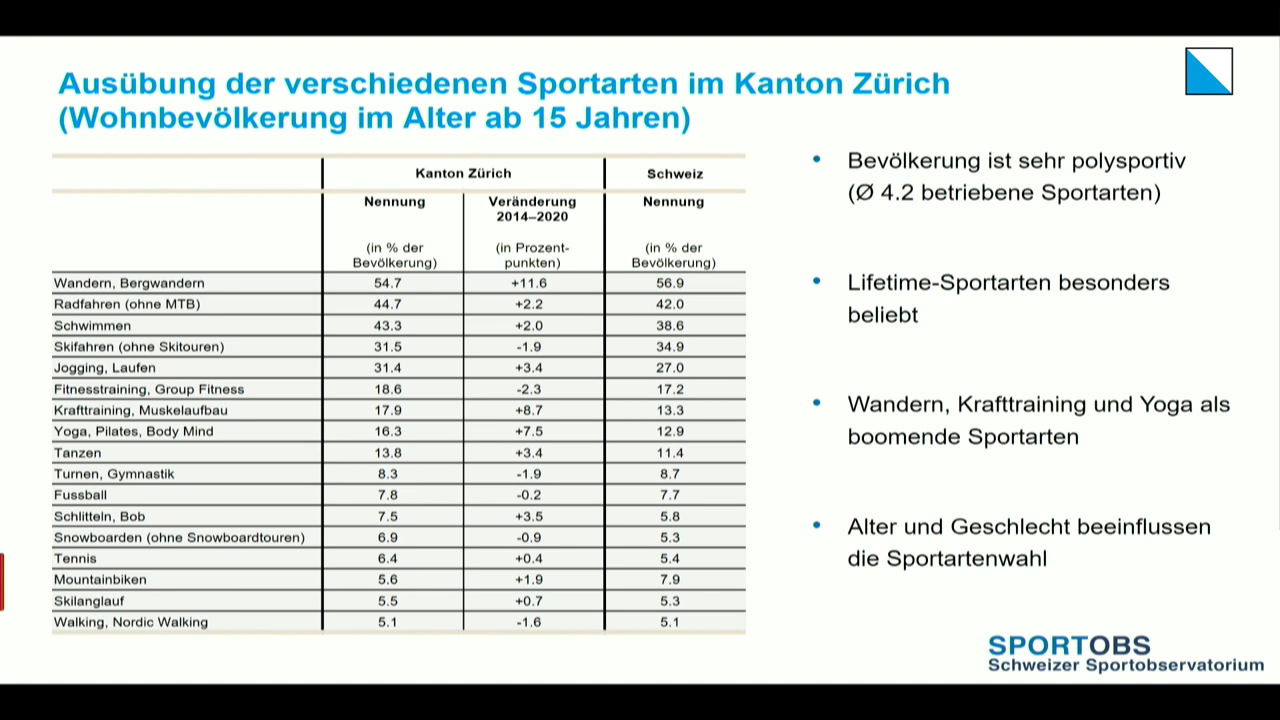 Ausübung der verschiedenen Sportarten im Kanton Zürich
(Wohnbevölkerung im Alter ab 15 Jahren)
Kanton Zürich Schweiz
Nennung Veränderung 2014–2020 Nennung
(in % der Bevölkerung) (in Prozent-punkten) (in % der Bevölkerung)
Wandern, Bergwandern 54.7 +11.6 56.9
Radfahren (ohne MTB) 44.7 +2.2 42.0
Schwimmen 43.3 +2.0 38.6
Skifahren (ohne Skitouren) 31.5 -1.9 34.9
Jogging, Laufen 31.4 +3.4 27.0
Fitnesstraining, Group Fitness 18.6 -2.3 17.2
Krafttraining, Muskelaufbau 17.9 +8.7 13.3
Yoga, Pilates, Body Mind 16.3 +7.5 12.9
Tanzen 13.8 +3.4 11.4
Turnen, Gymnastik 8.3 -1.9 8.7
Fussball 7.8 -0.2 7.7
Schlitteln, Bob 7.5 +3.5 5.8
Snowboarden (ohne Snowboardtouren) 6.9 -0.9 5.3
Tennis 6.4 +0.4 5.4
Mountainbiken 5.6 +1.9 7.9
Skilanglauf 5.5 +0.7 5.3
Walking, Nordic Walking 5.1 -1.6 5.1
• Bevölkerung ist sehr polysportiv
(Ø 4.2 betriebene Sportarten)
• Lifetime-Sportarten besonders
beliebt
• Wandern, Krafttraining und Yoga als
boomende Sportarten
• Alter und Geschlecht beeinflussen
die Sportartenwahl
SPORTOBS
Schweizer Sportobservatorium